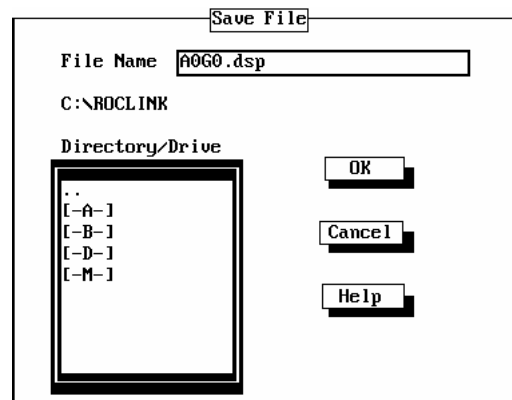 Save File
File Name A0G0.dsp
C:\ROCLINK
Directory/Drive
..
[-A-]
[-B-]
[-D-]
[-M-]
OK
Cancel
Help